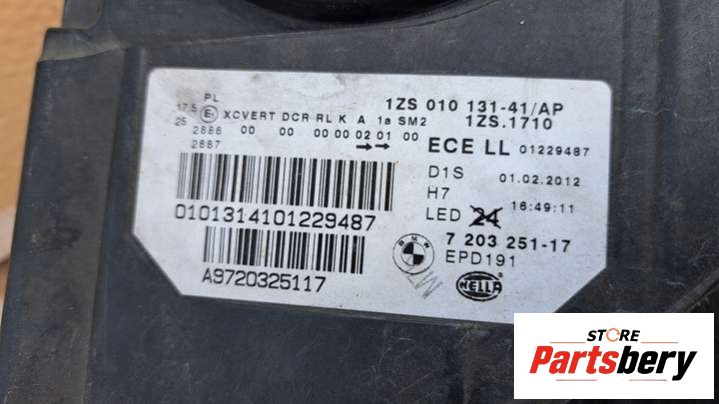 1ZS 010 131-41/AP
1ZS.1710
PL
17.5 E1 XCVERT DCR RL K A 1a SM2
25 2886 00 00 00 00 02 01 00
2887
ECE LL 01229487
D1S 01.02.2012
H7
LED 24 16:49:11
0101314101229487
BMW 7 203 251-17
EPD191
A9720325117
HELLA
STORE
Partsbery